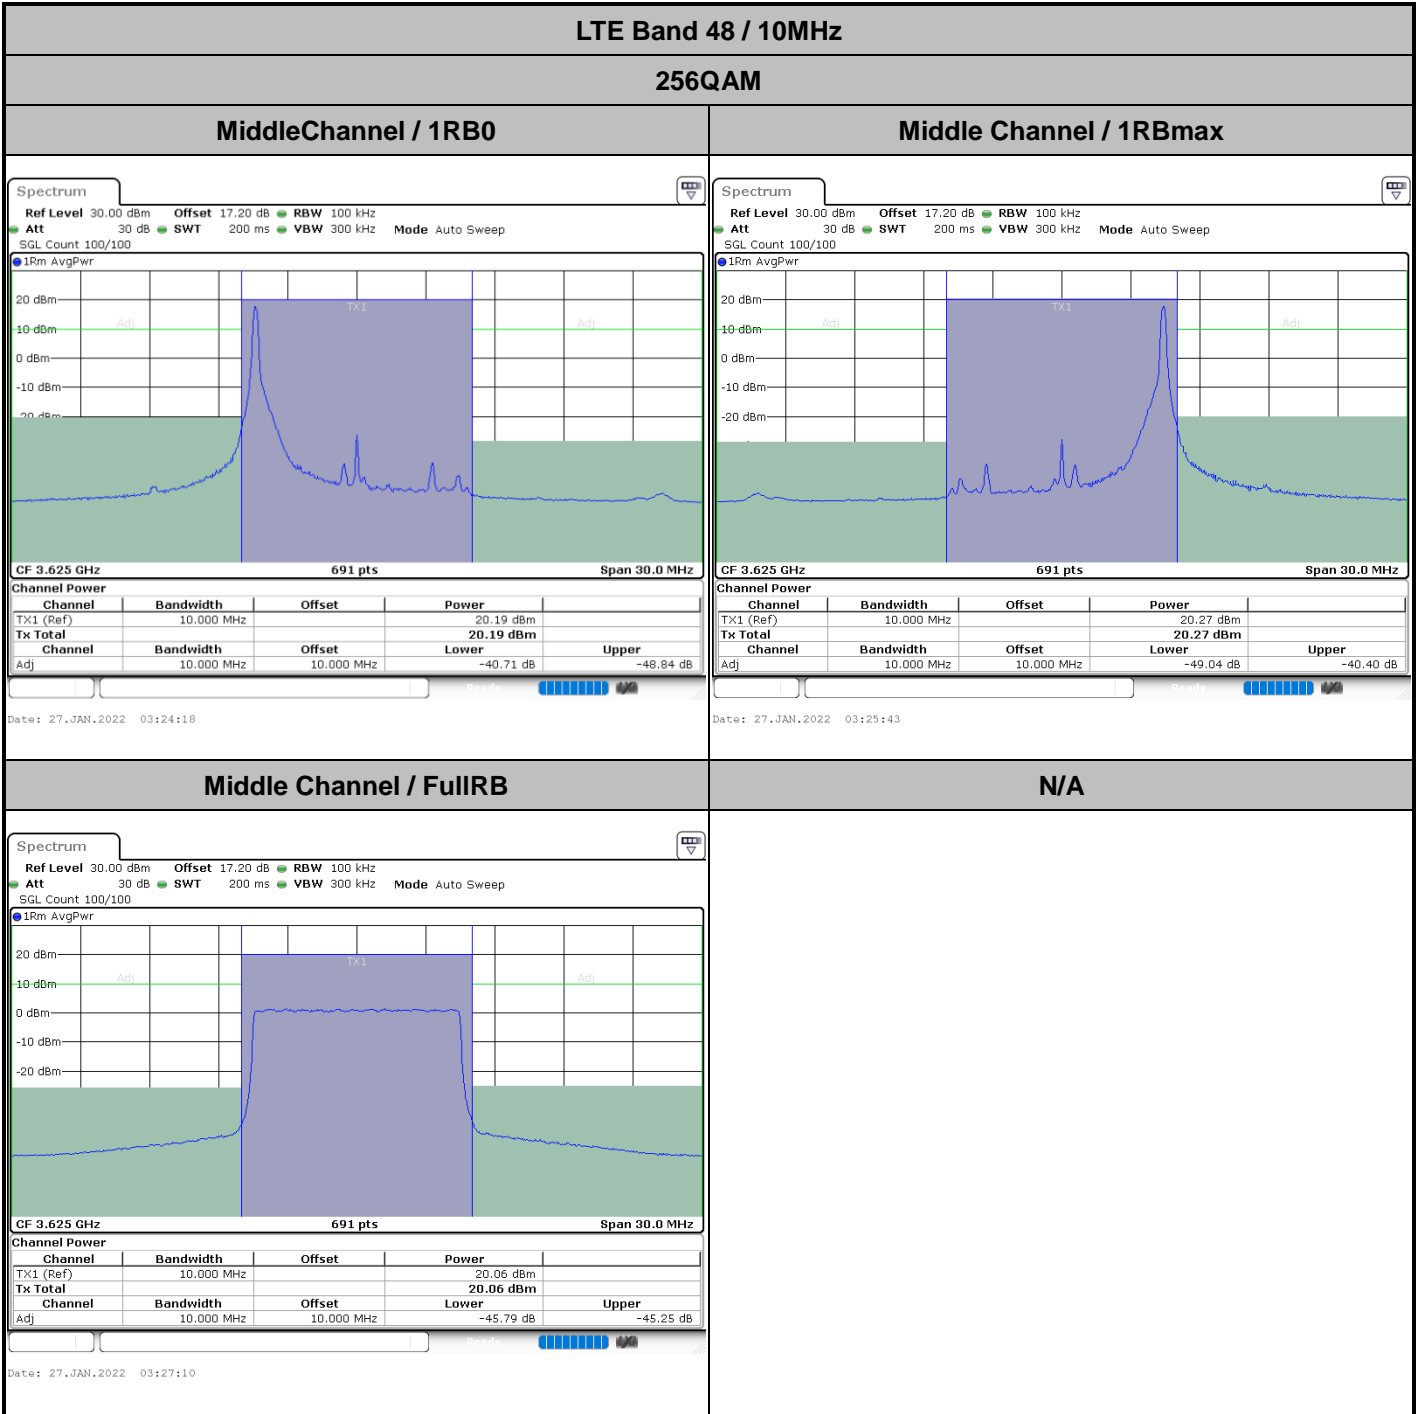 LTE Band 48 / 10MHz
256QAM
MiddleChannel / 1RB0
Middle Channel / 1RBmax
Spectrum
Ref Level 30.00 dBm Offset 17.20 dB RBW 100 kHz
Att 30 dB SWT 200 ms VBW 300 kHz Mode Auto Sweep
SGL Count 100/100
1Rm AvgPwr
TX1
20 dBm
Adj
Adj
10 dBm
0 dBm
-10 dBm
-20 dBm
CF 3.625 GHz 691 pts Span 30.0 MHz
Channel Power
Channel Bandwidth Offset Power
TX1 (Ref) 10.000 MHz 20.19 dBm
Tx Total 20.19 dBm
Channel Bandwidth Offset Lower Upper
Adj 10.000 MHz 10.000 MHz -40.71 dB -48.84 dB
Ready
Date: 27.JAN.2022 03:24:18
Spectrum
Ref Level 30.00 dBm Offset 17.20 dB RBW 100 kHz
Att 30 dB SWT 200 ms VBW 300 kHz Mode Auto Sweep
SGL Count 100/100
1Rm AvgPwr
TX1
20 dBm
Adj
Adj
10 dBm
0 dBm
-10 dBm
-20 dBm
CF 3.625 GHz 691 pts Span 30.0 MHz
Channel Power
Channel Bandwidth Offset Power
TX1 (Ref) 10.000 MHz 20.27 dBm
Tx Total 20.27 dBm
Channel Bandwidth Offset Lower Upper
Adj 10.000 MHz 10.000 MHz -49.04 dB -40.40 dB
Ready
Date: 27.JAN.2022 03:25:43
Middle Channel / FullRB
N/A
Spectrum
Ref Level 30.00 dBm Offset 17.20 dB RBW 100 kHz
Att 30 dB SWT 200 ms VBW 300 kHz Mode Auto Sweep
SGL Count 100/100
1Rm AvgPwr
TX1
20 dBm
Adj
Adj
10 dBm
0 dBm
-10 dBm
-20 dBm
CF 3.625 GHz 691 pts Span 30.0 MHz
Channel Power
Channel Bandwidth Offset Power
TX1 (Ref) 10.000 MHz 20.06 dBm
Tx Total 20.06 dBm
Channel Bandwidth Offset Lower Upper
Adj 10.000 MHz 10.000 MHz -45.79 dB -45.25 dB
Ready
Date: 27.JAN.2022 03:27:10